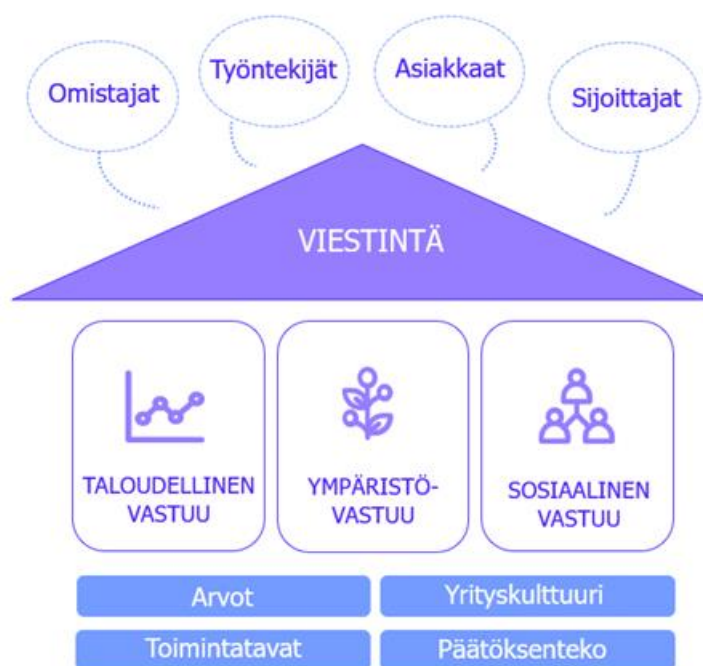 Omistajat
Työntekijät
Asiakkaat
Sijoittajat
VIESTINTÄ
TALOUDELLINEN
VASTUU
YMPÄRISTÖ-
VASTUU
SOSIAALINEN
VASTUU
Arvot
Yrityskulttuuri
Toimintatavat
Päätöksenteko